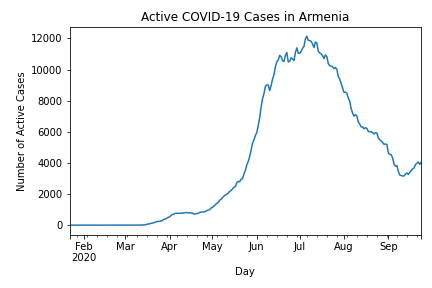 Active COVID-19 Cases in Armenia
12000
10000
8000
6000
4000
2000
0
Number of Active Cases
Feb Mar Apr May Jun Jul Aug Sep
2020
Day